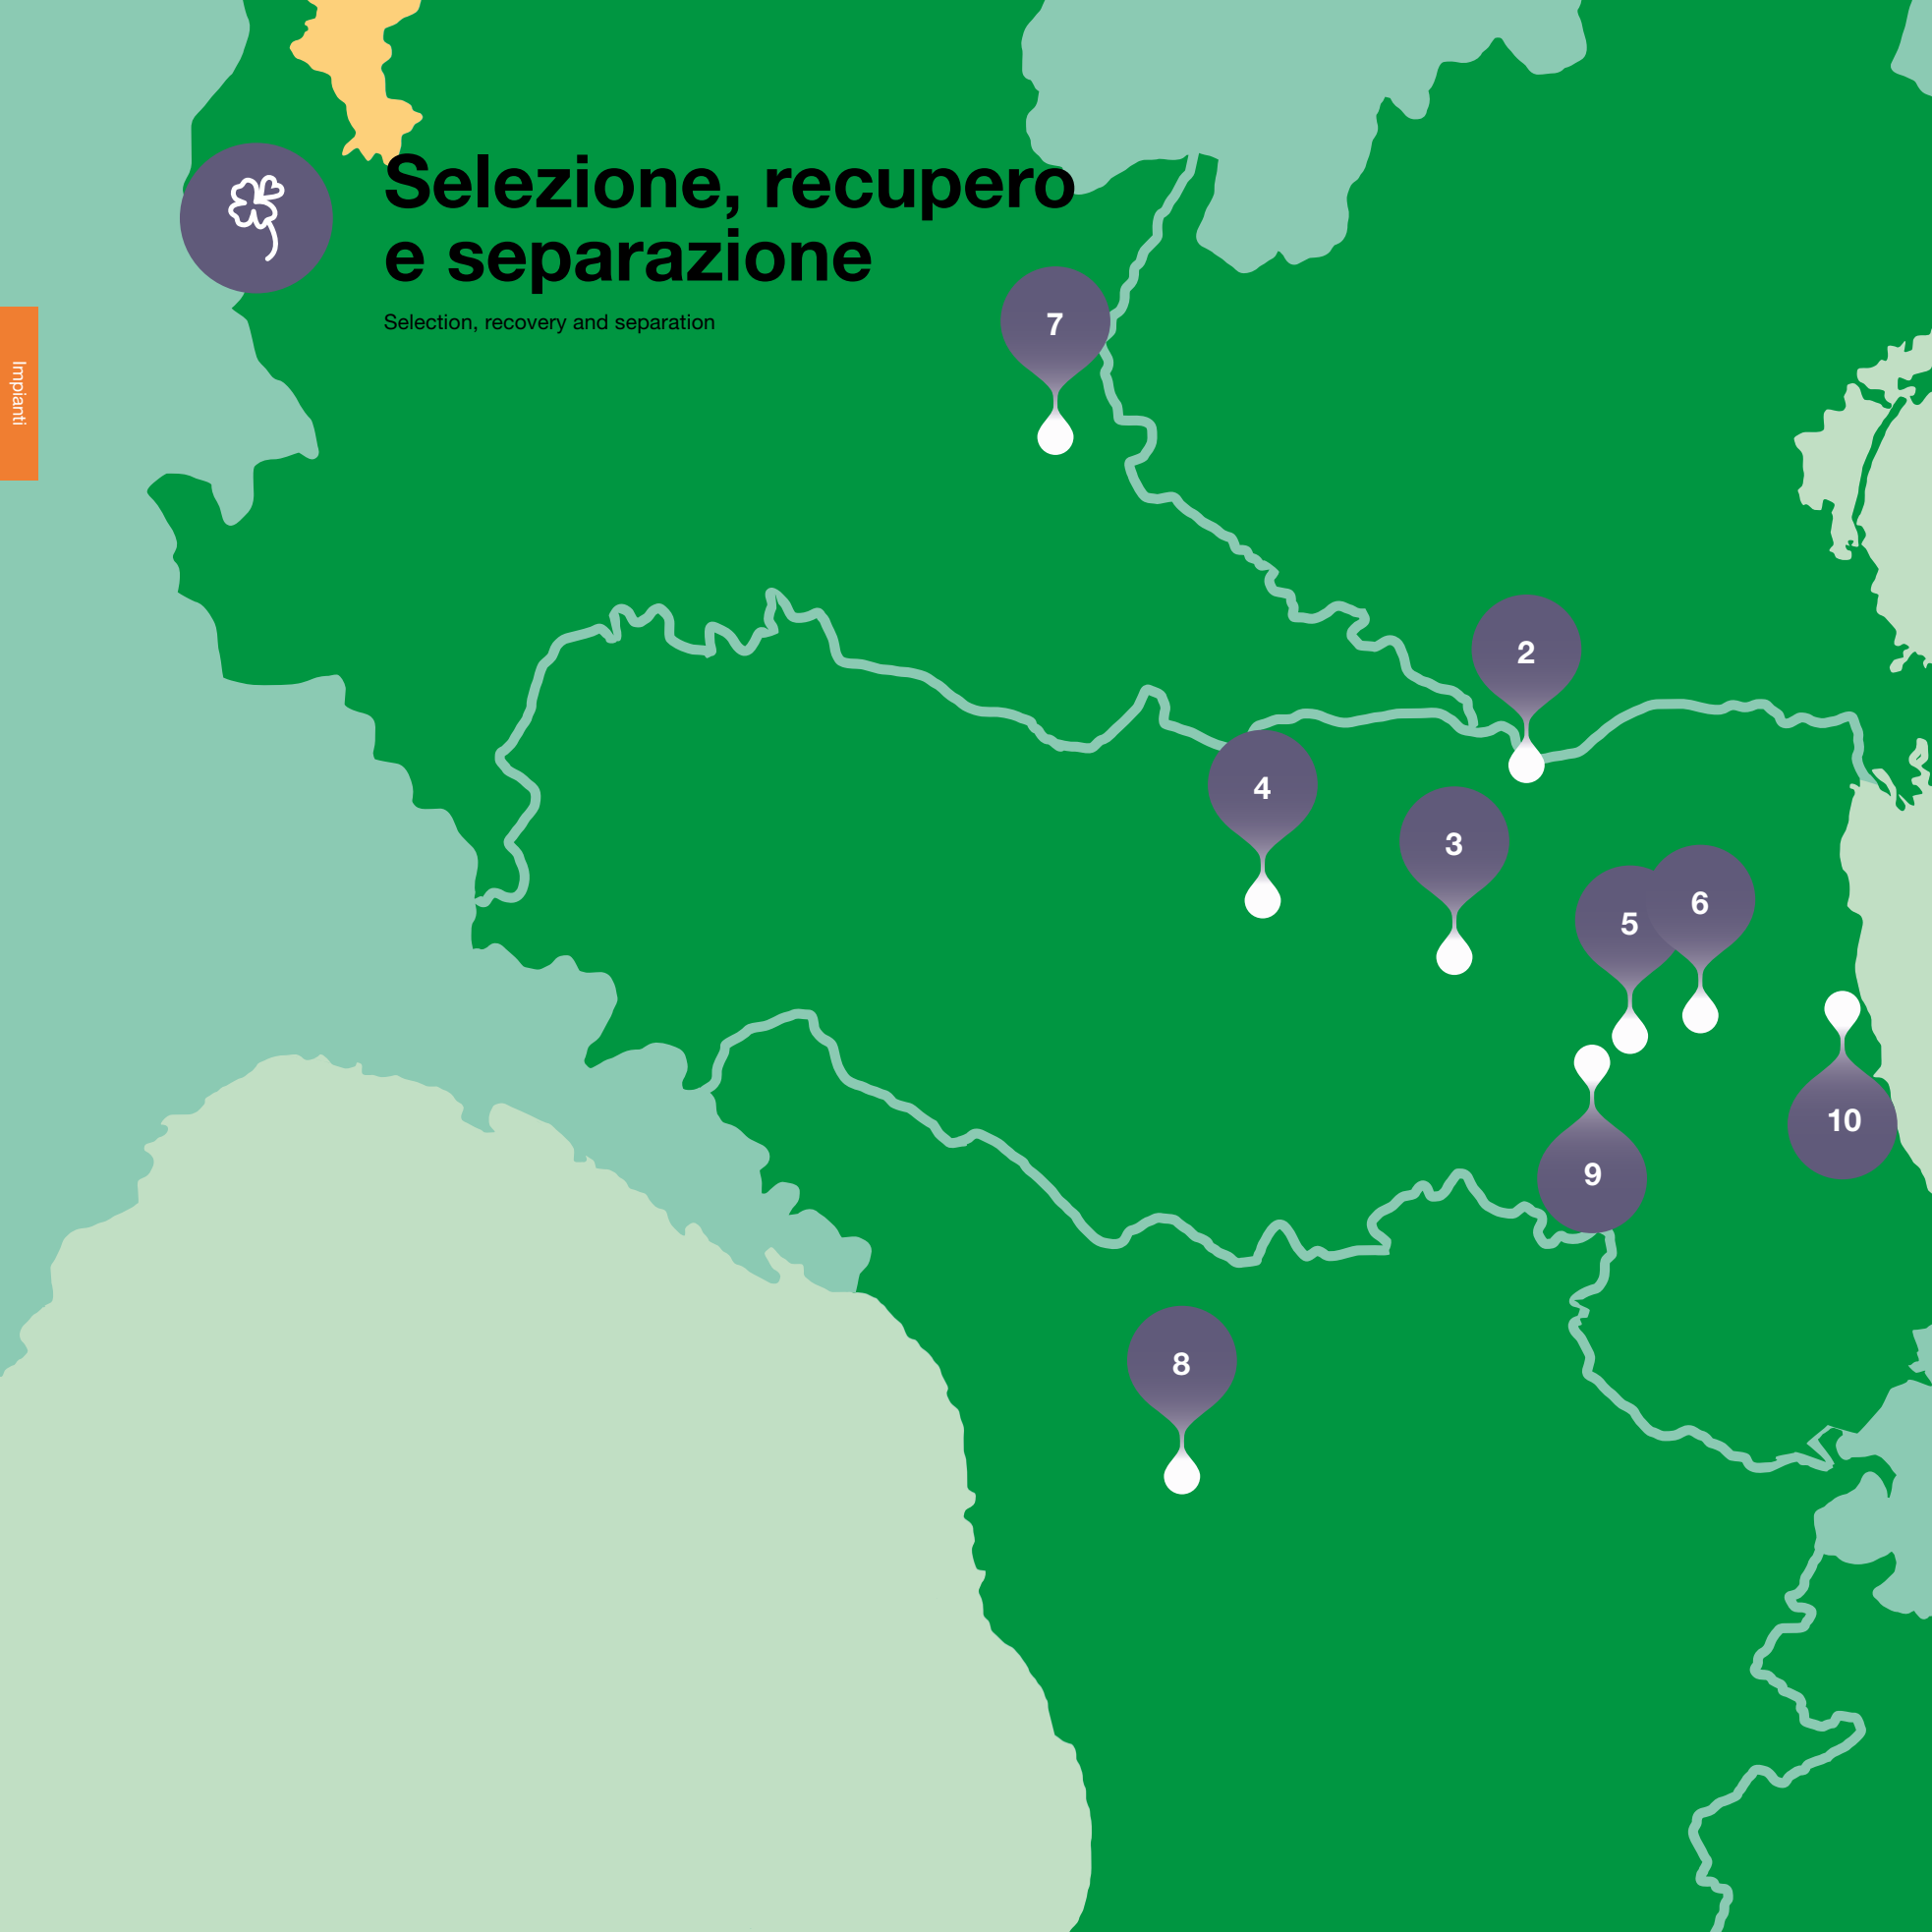 Selezione, recupero
e separazione
Selection, recovery and separation
Impianti
7
2
4
3
6
5
10
9
8